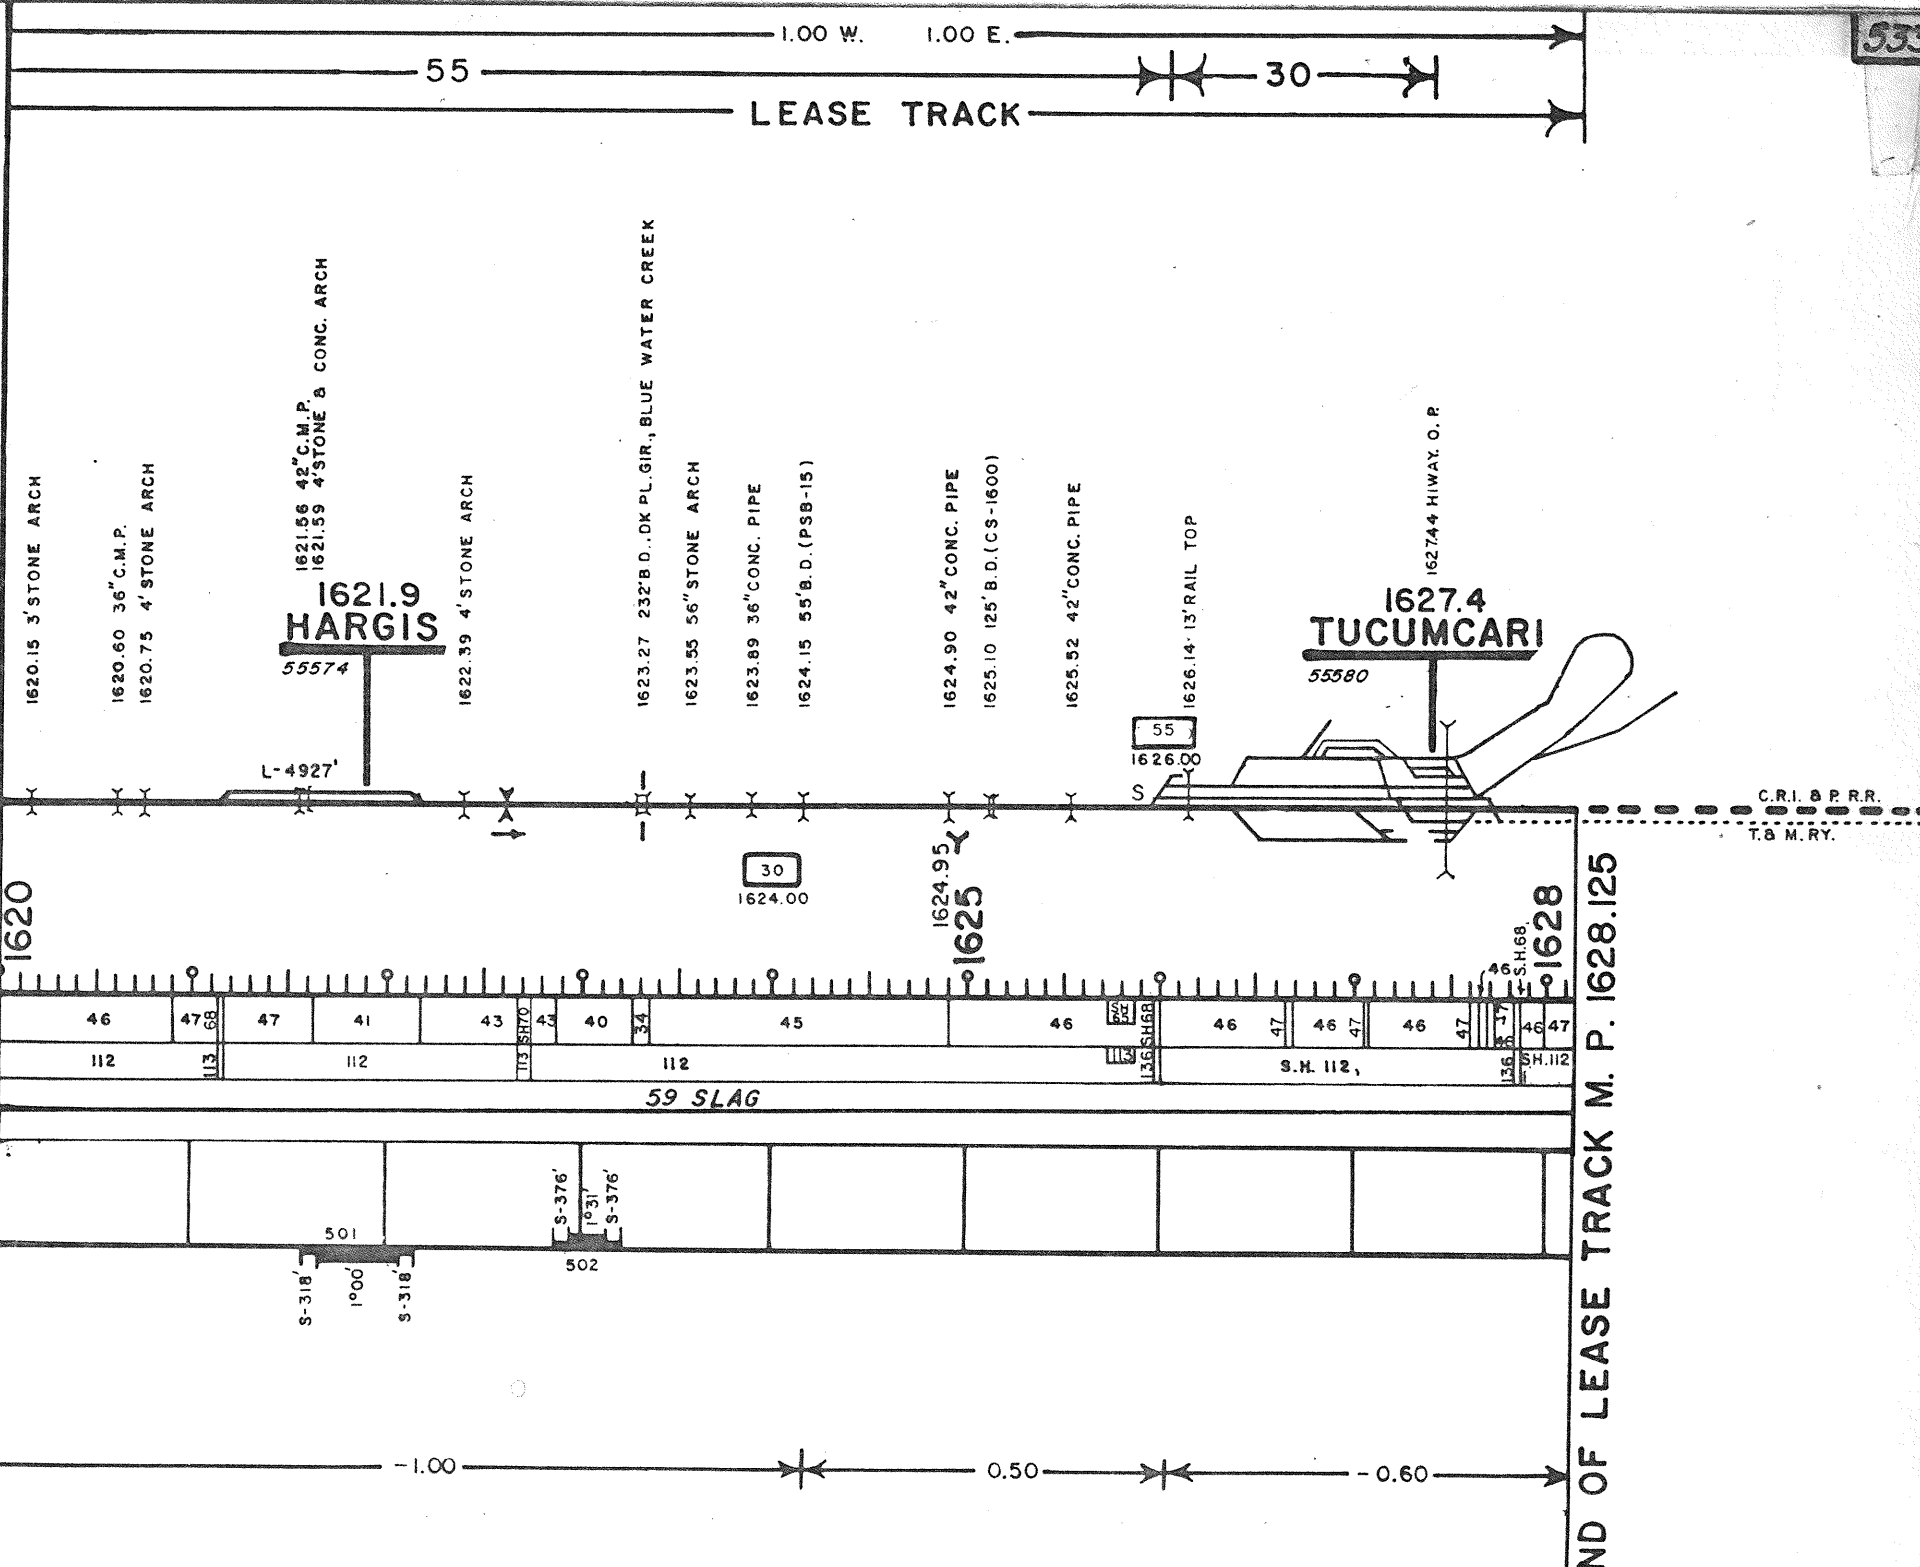 533
1.00 W. 1.00 E.
55
30
LEASE TRACK
1620.15 3' STONE ARCH
1620.60 36" C.M.P.
1620.75 4' STONE ARCH
1621.56 42" C.M.P.
1621.59 4' STONE & CONC. ARCH
1622.39 4' STONE ARCH
1623.27 232' B.D., DK PL. GIR., BLUE WATER CREEK
1623.55 56" STONE ARCH
1623.89 36" CONC. PIPE
1624.15 55' B.D. (PSB-15)
1624.90 42" CONC. PIPE
1625.10 125' B.D. (CS-1600)
1625.52 42" CONC. PIPE
1626.14 13' RAIL TOP
1627.44 HIWAY. O. P.
1621.9
HARGIS
55574
1627.4
TUCUMCARI
55580
L-4927'
55
1626.00
S
C.R.I. & P. R.R.
T. & M. RY.
30
1624.00
1624.95
1620
1625
1628
46 S.H.68.
46 47 68 47 41 43 SH70 43 40 34 45 46 SH68 46 47 46 47 46 47 46 47
112 113 112 113 112 113 136 S.H. 112, 136 SH.112
59 SLAG
501
S-318' 1°00' S-318'
S-376' 1°31' S-376'
502
-1.00
0.50
-0.60
ND OF LEASE TRACK M. P. 1628.125